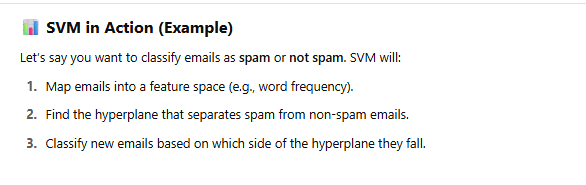 📊 SVM in Action (Example)
Let's say you want to classify emails as spam or not spam. SVM will:
1. Map emails into a feature space (e.g., word frequency).
2. Find the hyperplane that separates spam from non-spam emails.
3. Classify new emails based on which side of the hyperplane they fall.